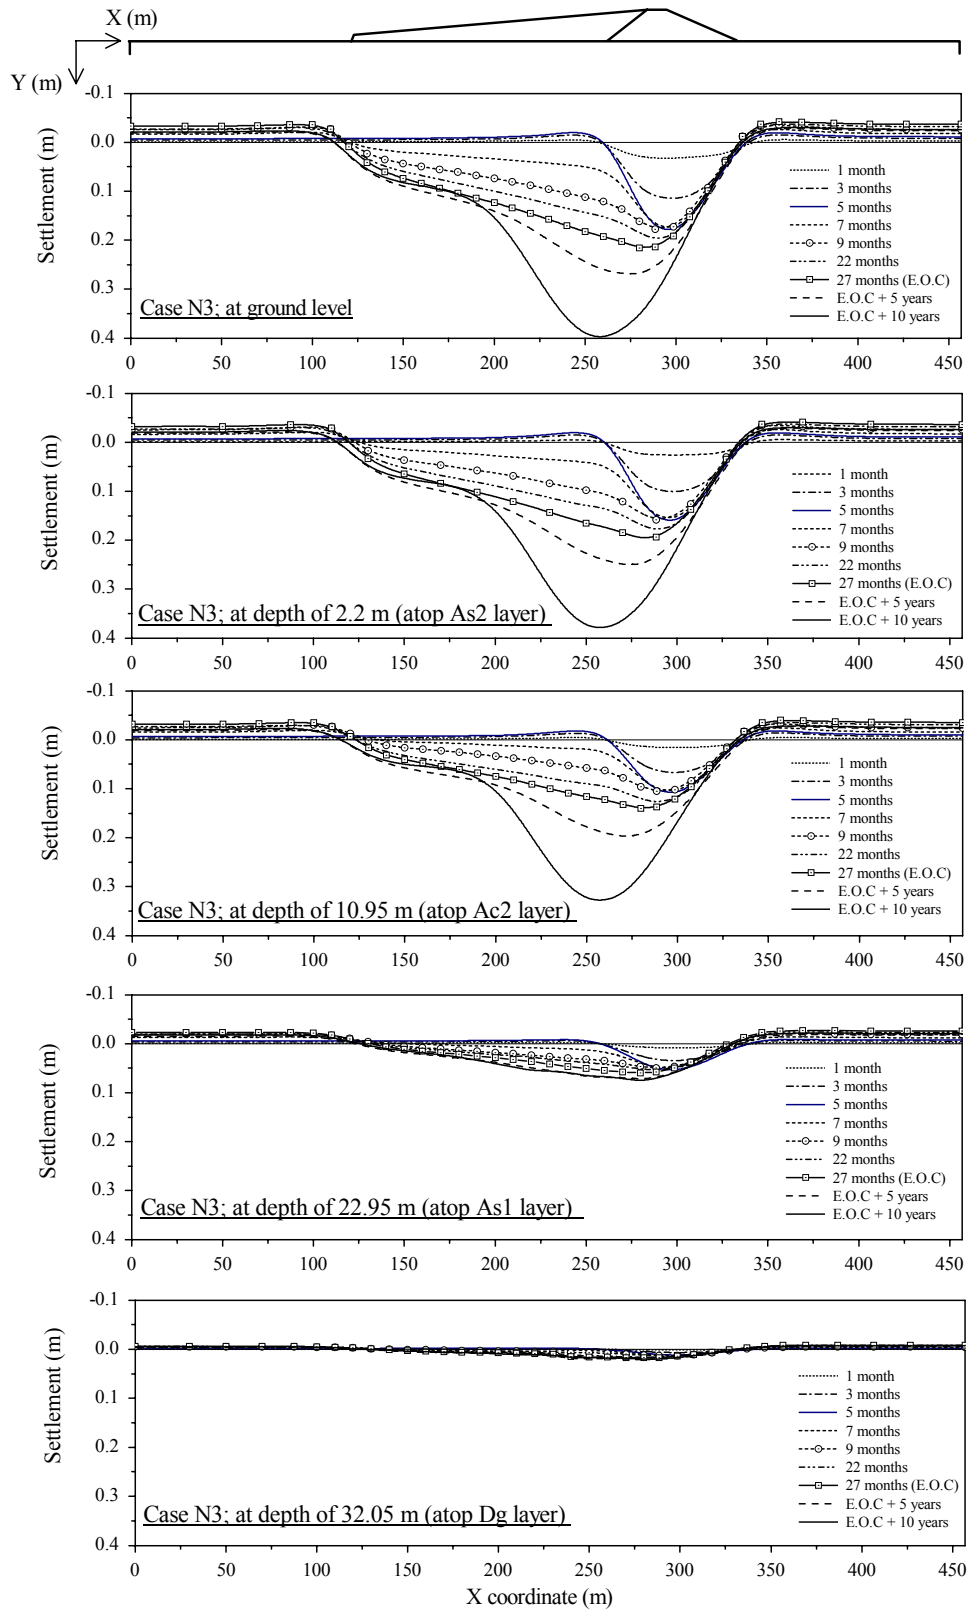 X (m)
Y (m)
-0.1
0.0
0.1
0.2
0.3
0.4
Settlement (m)
1 month
3 months
5 months
7 months
9 months
22 months
27 months (E.O.C)
E.O.C + 5 years
E.O.C + 10 years
Case N3; at ground level
0 50 100 150 200 250 300 350 400 450
-0.1
0.0
0.1
0.2
0.3
0.4
Settlement (m)
1 month
3 months
5 months
7 months
9 months
22 months
27 months (E.O.C)
E.O.C + 5 years
E.O.C + 10 years
Case N3; at depth of 2.2 m (atop As2 layer)
0 50 100 150 200 250 300 350 400 450
-0.1
0.0
0.1
0.2
0.3
0.4
Settlement (m)
1 month
3 months
5 months
7 months
9 months
22 months
27 months (E.O.C)
E.O.C + 5 years
E.O.C + 10 years
Case N3; at depth of 10.95 m (atop Ac2 layer)
0 50 100 150 200 250 300 350 400 450
-0.1
0.0
0.1
0.2
0.3
0.4
Settlement (m)
1 month
3 months
5 months
7 months
9 months
22 months
27 months (E.O.C)
E.O.C + 5 years
E.O.C + 10 years
Case N3; at depth of 22.95 m (atop As1 layer)
0 50 100 150 200 250 300 350 400 450
-0.1
0.0
0.1
0.2
0.3
0.4
Settlement (m)
1 month
3 months
5 months
7 months
9 months
22 months
27 months (E.O.C)
E.O.C + 5 years
E.O.C + 10 years
Case N3; at depth of 32.05 m (atop Dg layer)
0 50 100 150 200 250 300 350 400 450
X coordinate (m)